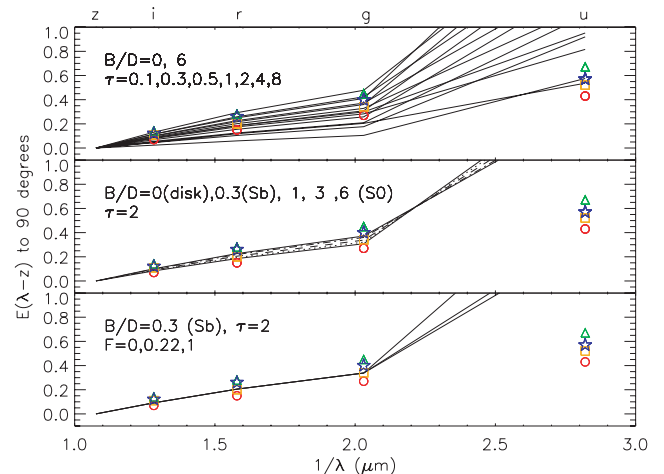 z i r g u
1.0
0.8
0.6
0.4
0.2
0.0
B/D=0, 6
τ=0.1,0.3,0.5,1,2,4,8
0.8
0.6
0.4
0.2
0.0
B/D=0(disk),0.3(Sb), 1, 3 ,6 (S0)
τ=2
0.8
0.6
0.4
0.2
0.0
B/D=0.3 (Sb), τ=2
F=0,0.22,1
E(λ−z) to 90 degrees
1.0 1.5 2.0 2.5 3.0
1/λ (μm)